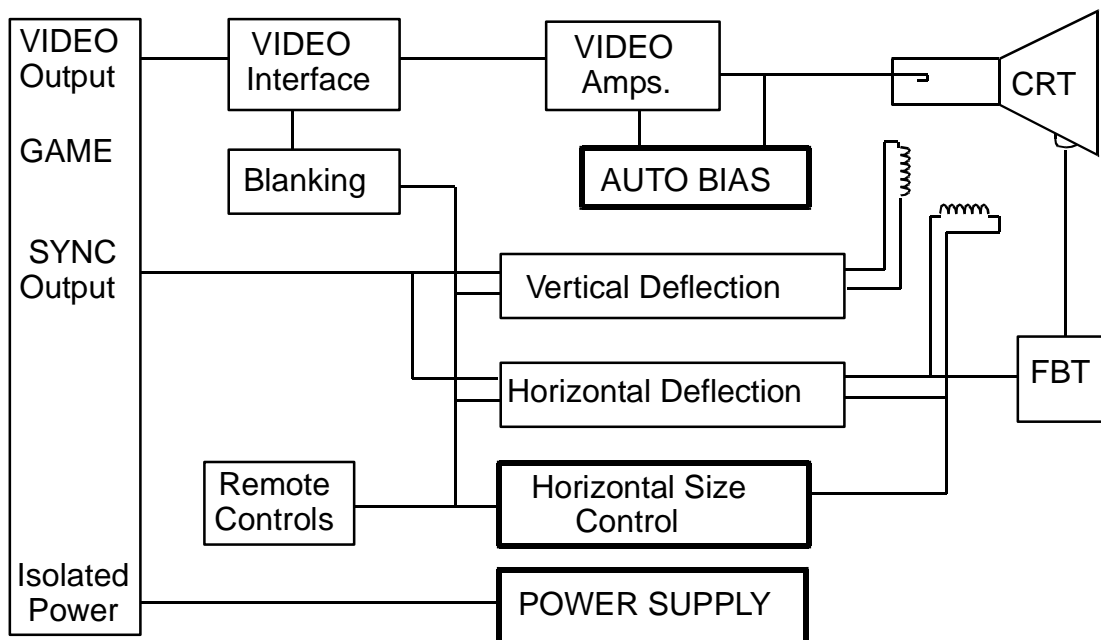 VIDEO
Output
GAME
SYNC
Output
Isolated
Power
VIDEO
Interface
Blanking
VIDEO
Amps.
AUTO BIAS
CRT
Vertical Deflection
Horizontal Deflection
FBT
Remote
Controls
Horizontal Size
Control
POWER SUPPLY